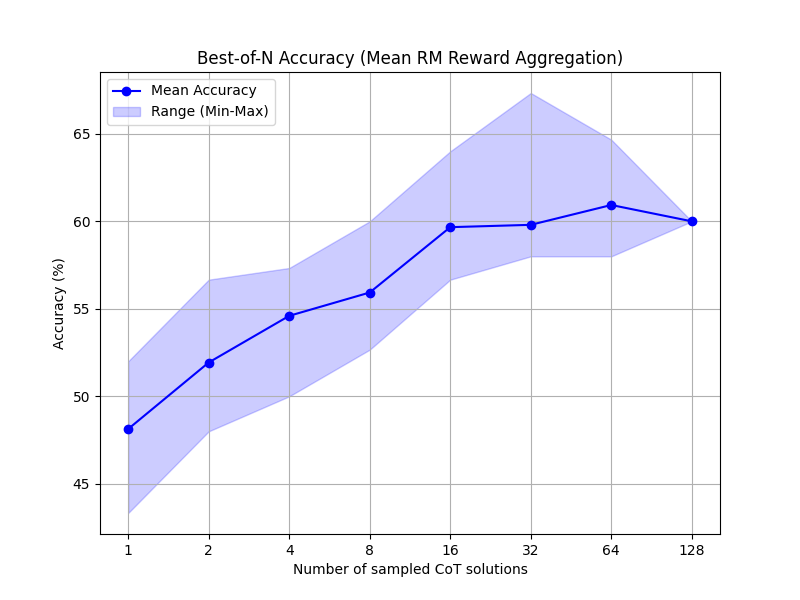 Best-of-N Accuracy (Mean RM Reward Aggregation)
Mean Accuracy
Range (Min-Max)
Accuracy (%)
65
60
55
50
45
1 2 4 8 16 32 64 128
Number of sampled CoT solutions